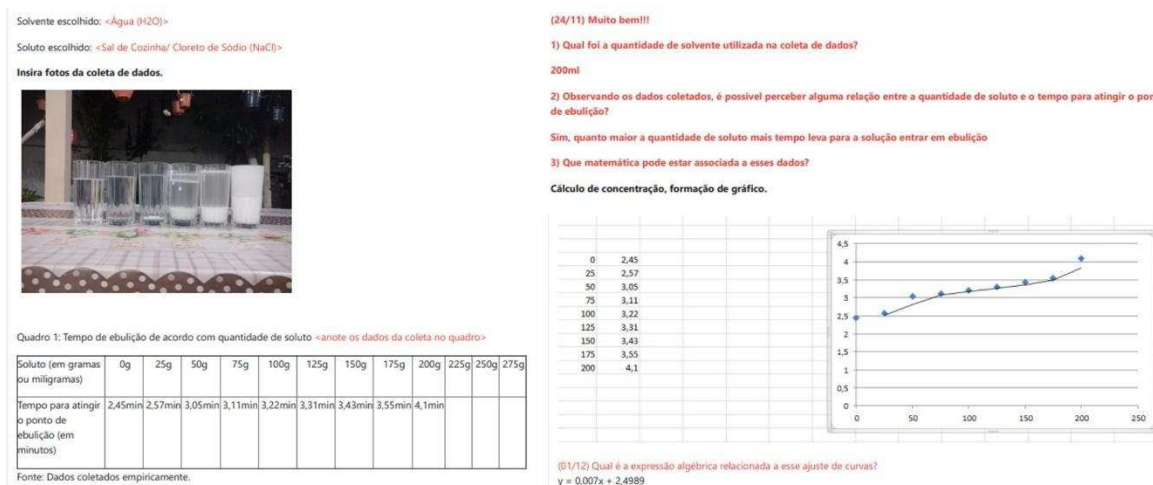 Solvente escolhido: <Água (H2O)>
Soluto escolhido: <Sal de Cozinha/ Cloreto de Sódio (NaCl)>
Insira fotos da coleta de dados.
Quadro 1: Tempo de ebulição de acordo com quantidade de soluto <anote os dados da coleta no quadro>
Soluto (em gramas 0g 25g 50g 75g 100g 125g 150g 175g 200g 225g 250g 275g
ou miligramas)
Tempo para atingir 2,45min 2,57min 3,05min 3,11min 3,22min 3,31min 3,43min 3,55min 4,1min
o ponto de
ebulição (em
minutos)
Fonte: Dados coletados empiricamente.
(24/11) Muito bem!!!
1) Qual foi a quantidade de solvente utilizada na coleta de dados?
200ml
2) Observando os dados coletados, é possível perceber alguma relação entre a quantidade de soluto e o tempo para atingir o pon
de ebulição?
Sim, quanto maior a quantidade de soluto mais tempo leva para a solução entrar em ebulição
3) Que matemática pode estar associada a esses dados?
Cálculo de concentração, formação de gráfico.
0 2,45
25 2,57
50 3,05
75 3,11
100 3,22
125 3,31
150 3,43
175 3,55
200 4,1
4,5
4
3,5
3
2,5
2
1,5
1
0,5
0
0 50 100 150 200 250
(01/12) Qual é a expressão algébrica relacionada a esse ajuste de curvas?
y = 0,007x + 2,4989